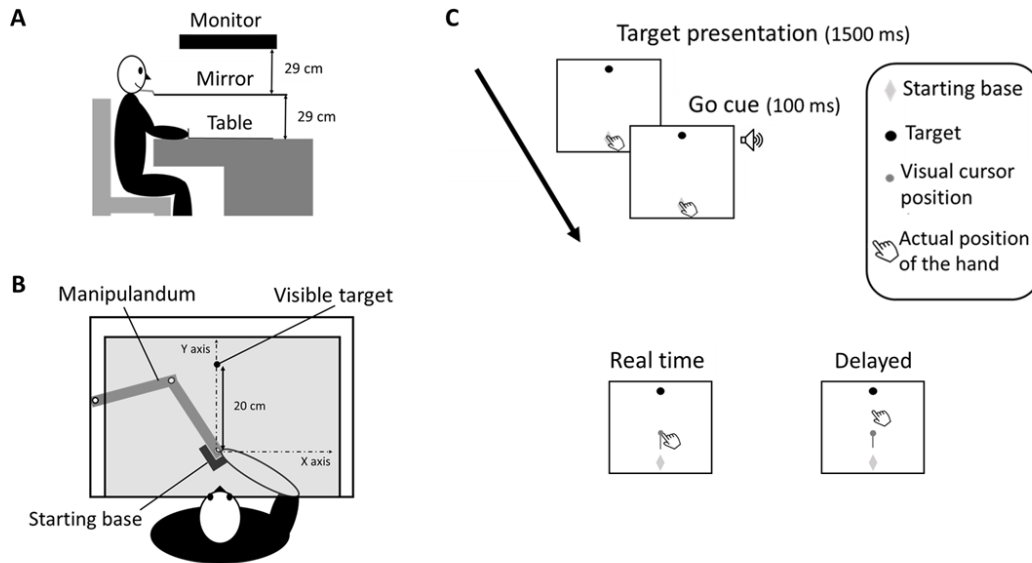 A
Monitor
29 cm
Mirror
29 cm
Table
B
Manipulandum
Visible target
Y axis
20 cm
X axis
Starting base
C
Target presentation (1500 ms)
Go cue (100 ms)
Starting base
Target
Visual cursor
position
Actual position
of the hand
Real time
Delayed